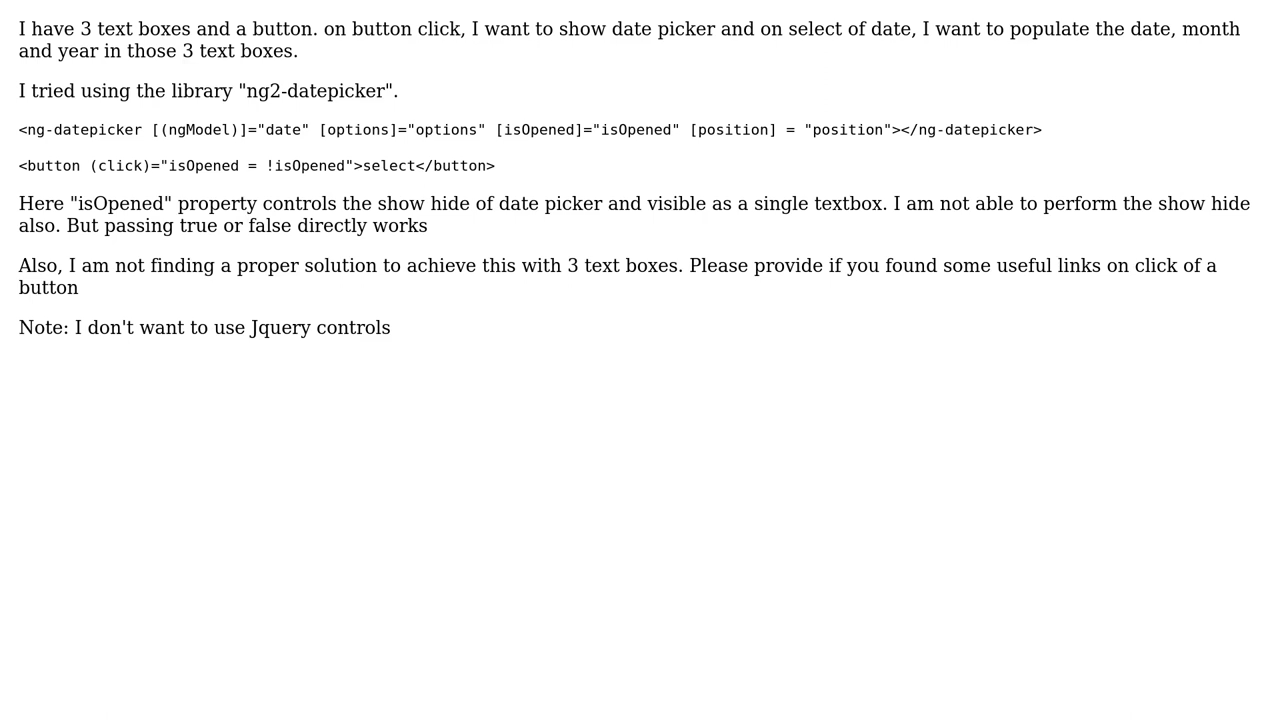 I have 3 text boxes and a button. on button click, I want to show date picker and on select of date, I want to populate the date, month
and year in those 3 text boxes.
I tried using the library "ng2-datepicker".
<ng-datepicker [(ngModel)]="date" [options]="options" [isOpened]="isOpened" [position] = "position"></ng-datepicker>
<button (click)="isOpened = !isOpened">select</button>
Here "isOpened" property controls the show hide of date picker and visible as a single textbox. I am not able to perform the show hide
also. But passing true or false directly works
Also, I am not finding a proper solution to achieve this with 3 text boxes. Please provide if you found some useful links on click of a
button
Note: I don't want to use Jquery controls